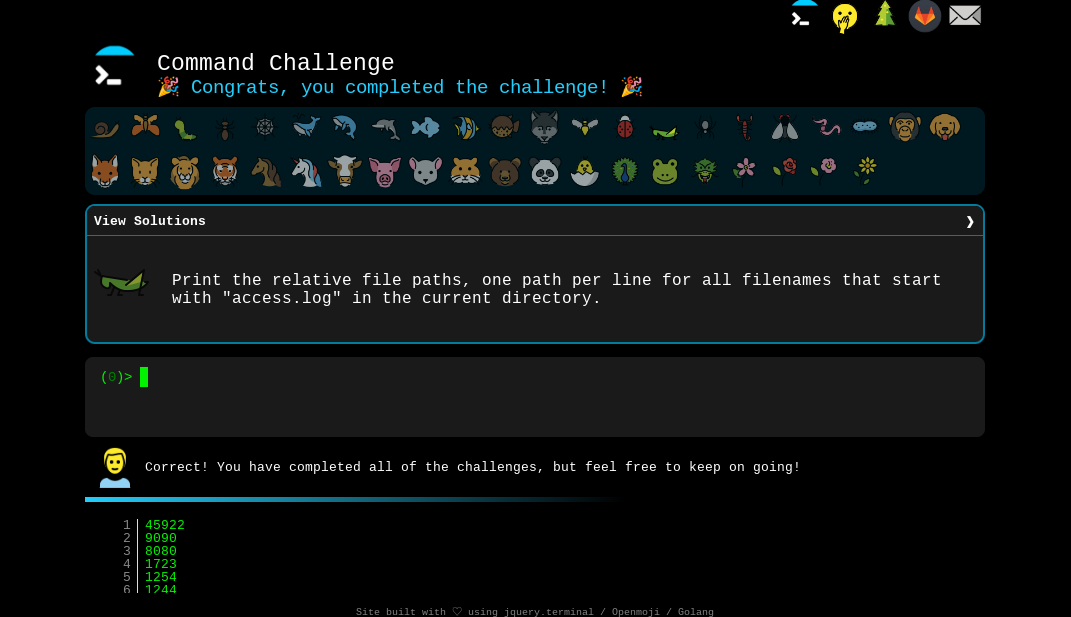 Command Challenge
🎉 Congrats, you completed the challenge! 🎉
View Solutions ❯
Print the relative file paths, one path per line for all filenames that start
with "access.log" in the current directory.
(0)>
Correct! You have completed all of the challenges, but feel free to keep on going!
1 45922
2 9090
3 8080
4 1723
5 1254
6 1244
Site built with ♡ using jquery.terminal / Openmoji / Golang